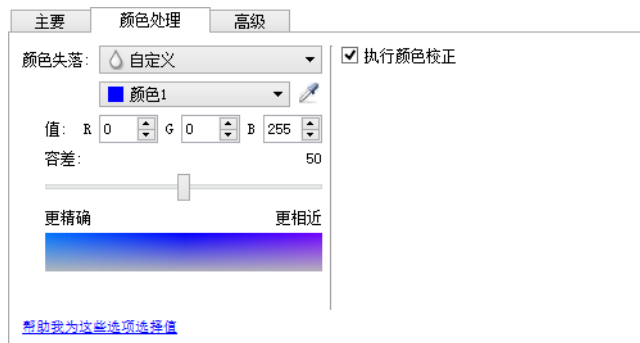 主要 颜色处理 高级
颜色失落: 自定义
颜色1
值: R 0 G 0 B 255
容差: 50
更精确 更相近
帮助我为这些选项选择值
执行颜色校正